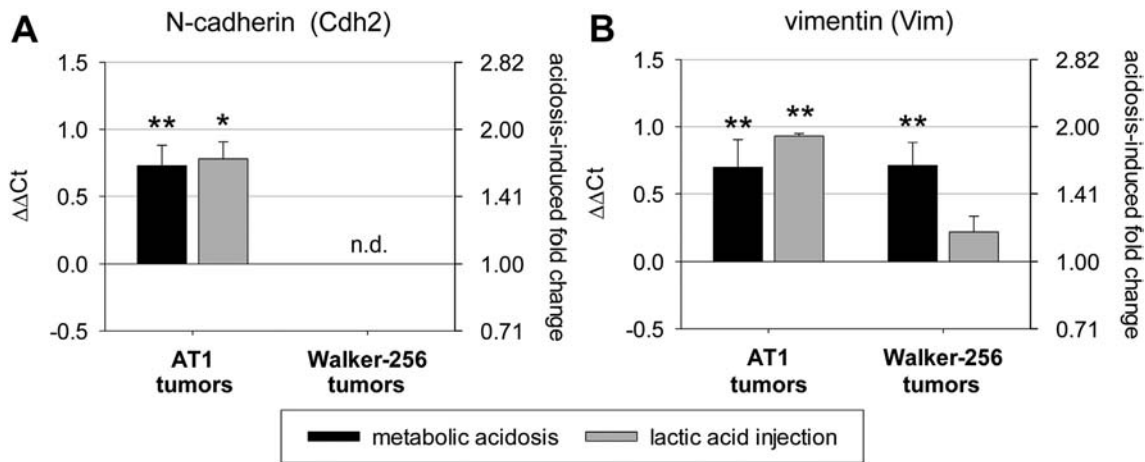 A
N-cadherin (Cdh2)
1.5
1.0
0.5
0.0
-0.5
ΔΔCt
**
*
n.d.
2.82
2.00
1.41
1.00
0.71
acidosis-induced fold change
AT1
tumors
Walker-256
tumors
B
vimentin (Vim)
1.5
1.0
0.5
0.0
-0.5
ΔΔCt
**
**
**
2.82
2.00
1.41
1.00
0.71
acidosis-induced fold change
AT1
tumors
Walker-256
tumors
metabolic acidosis
lactic acid injection